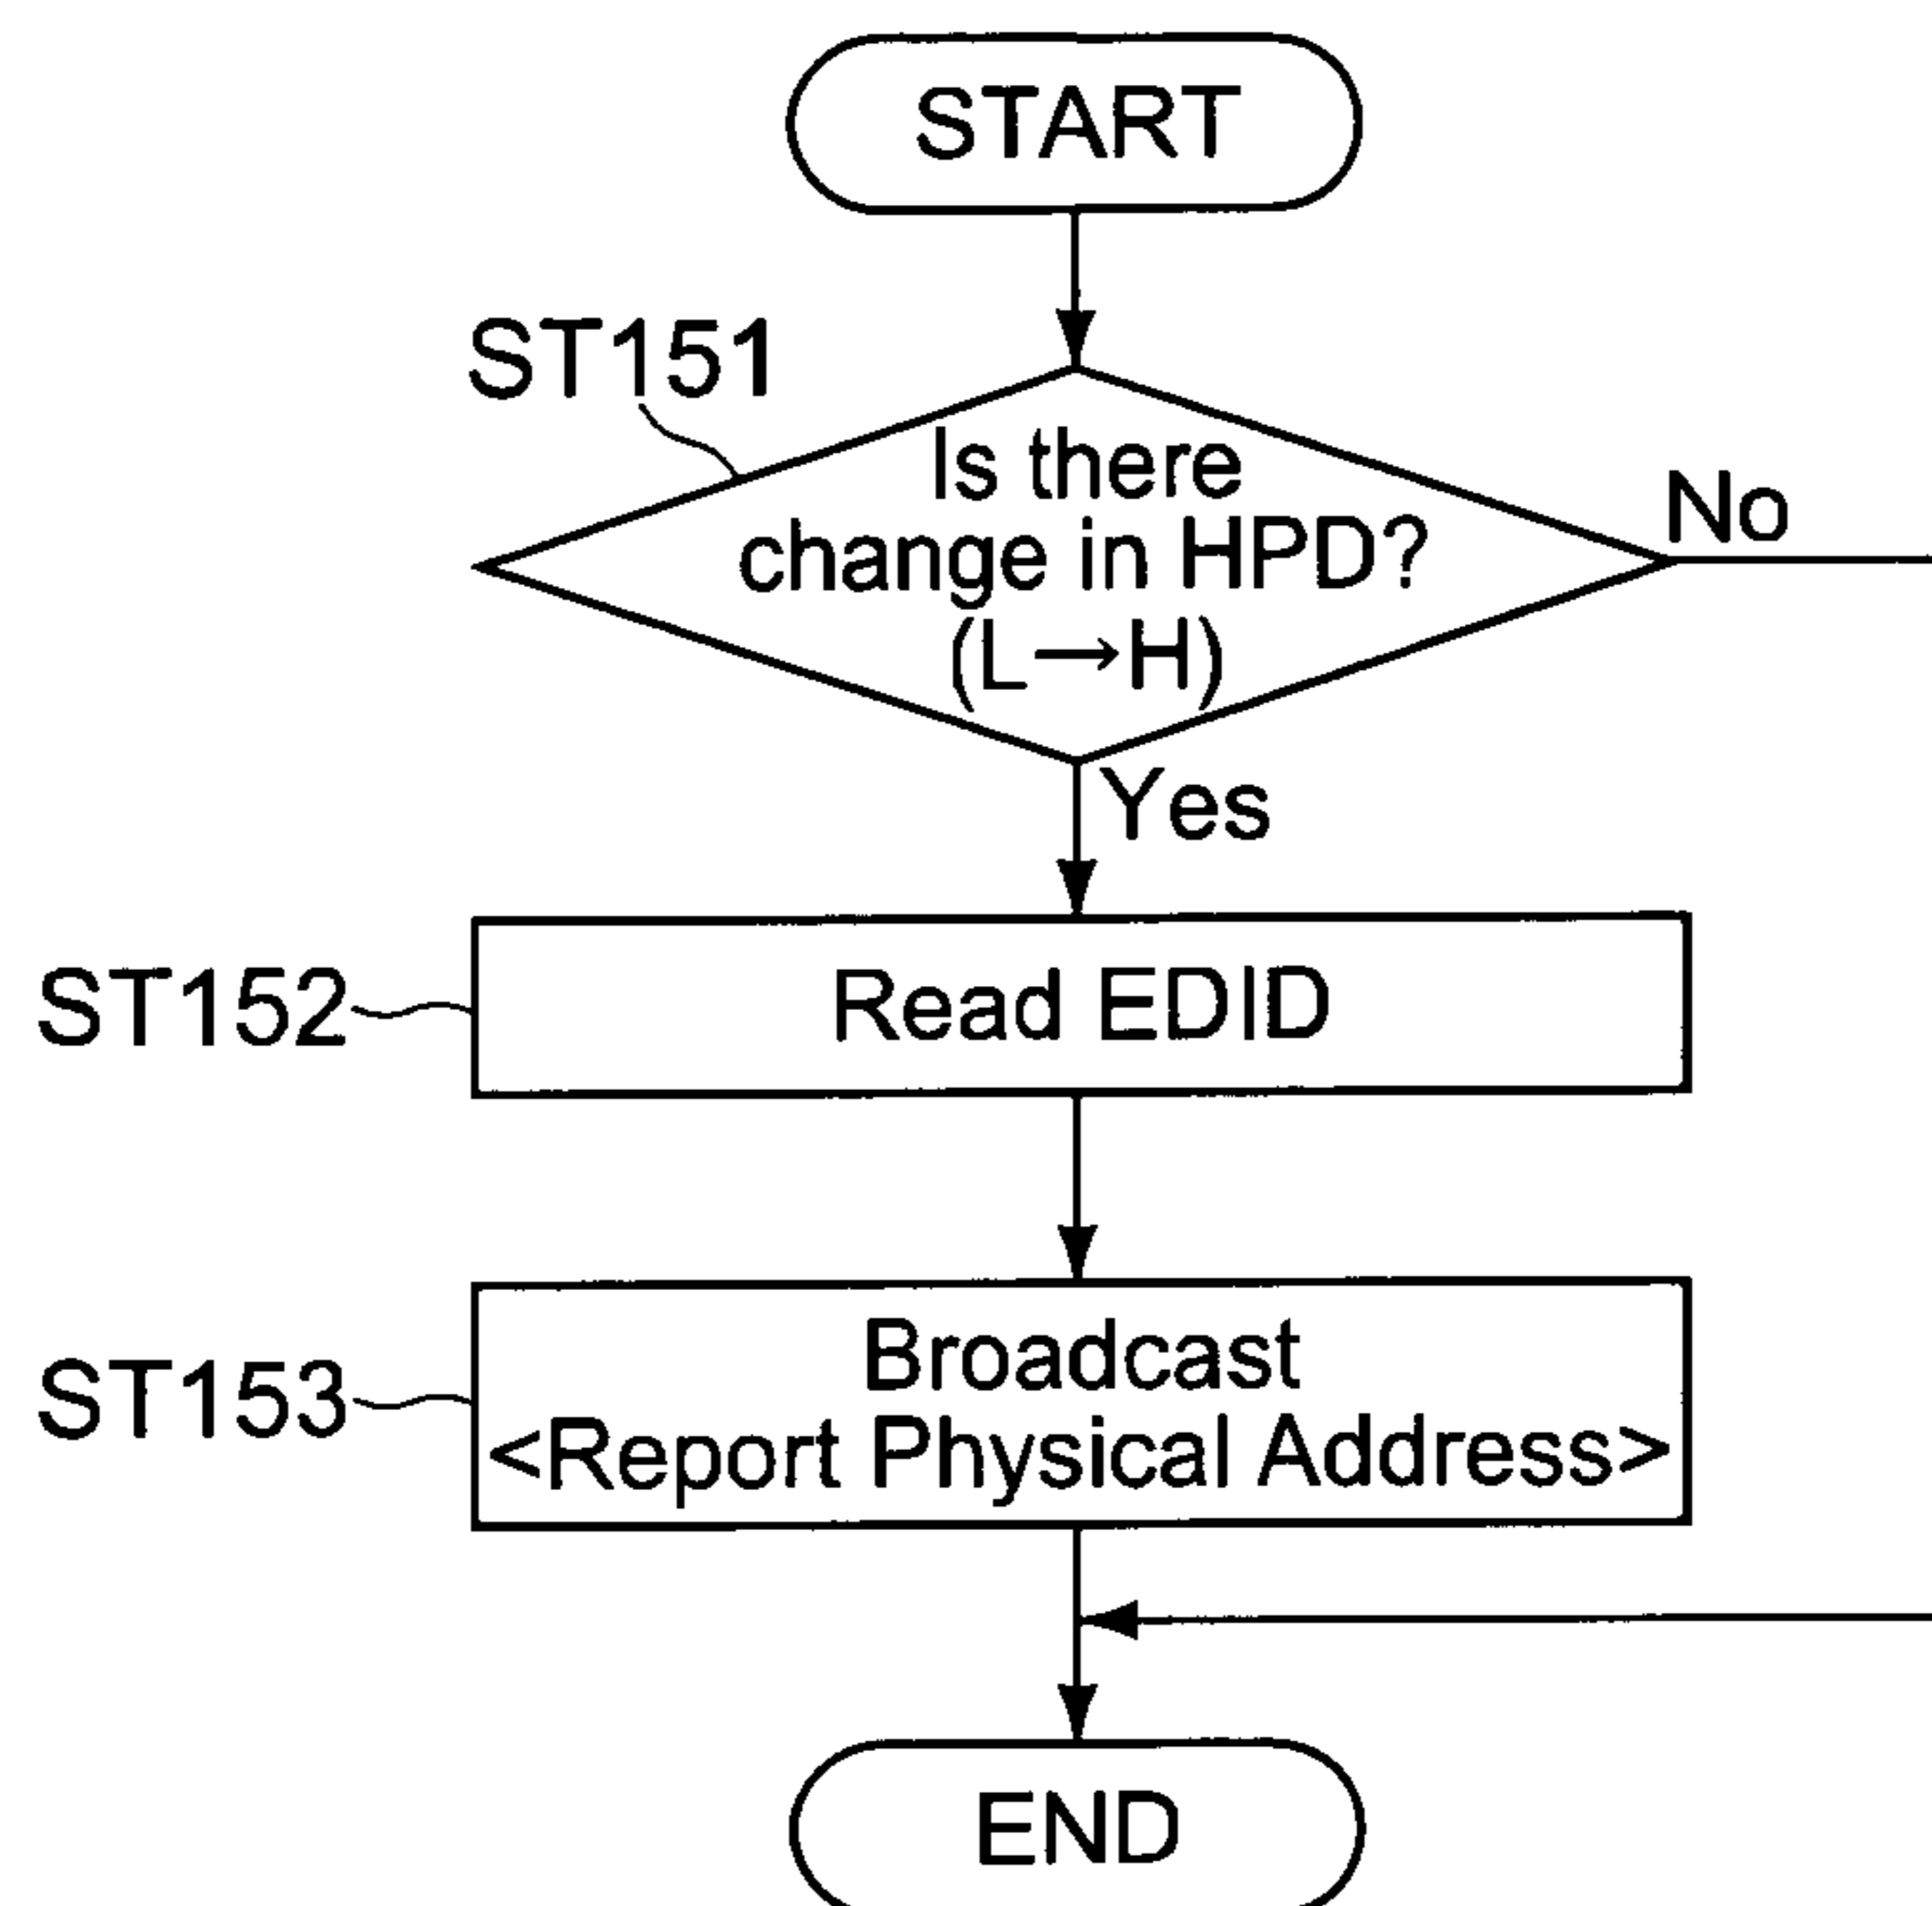 START
ST151
Is there
change in HPD?
(L→H)
No
Yes
ST152
Read EDID
ST153
Broadcast
<Report Physical Address>
END